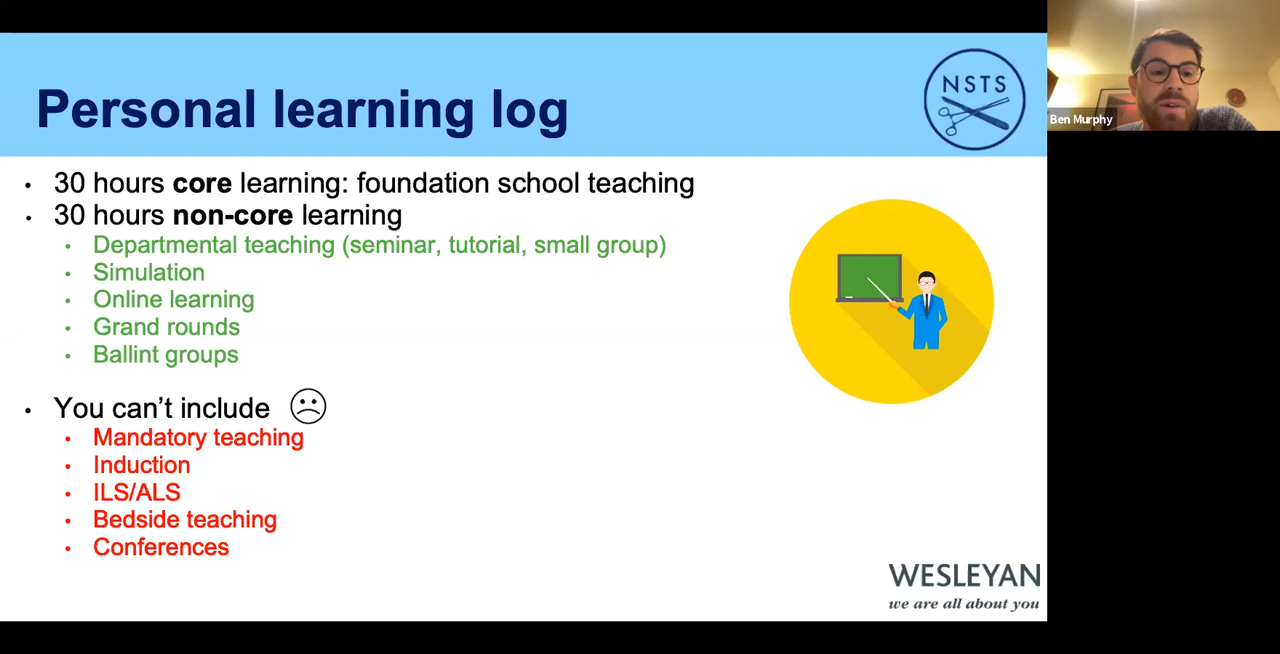 Personal learning log
NSTS
Ben Murphy
• 30 hours core learning: foundation school teaching
• 30 hours non-core learning
• Departmental teaching (seminar, tutorial, small group)
• Simulation
• Online learning
• Grand rounds
• Ballint groups
• You can't include
• Mandatory teaching
• Induction
• ILS/ALS
• Bedside teaching
• Conferences
WESLEYAN
we are all about you